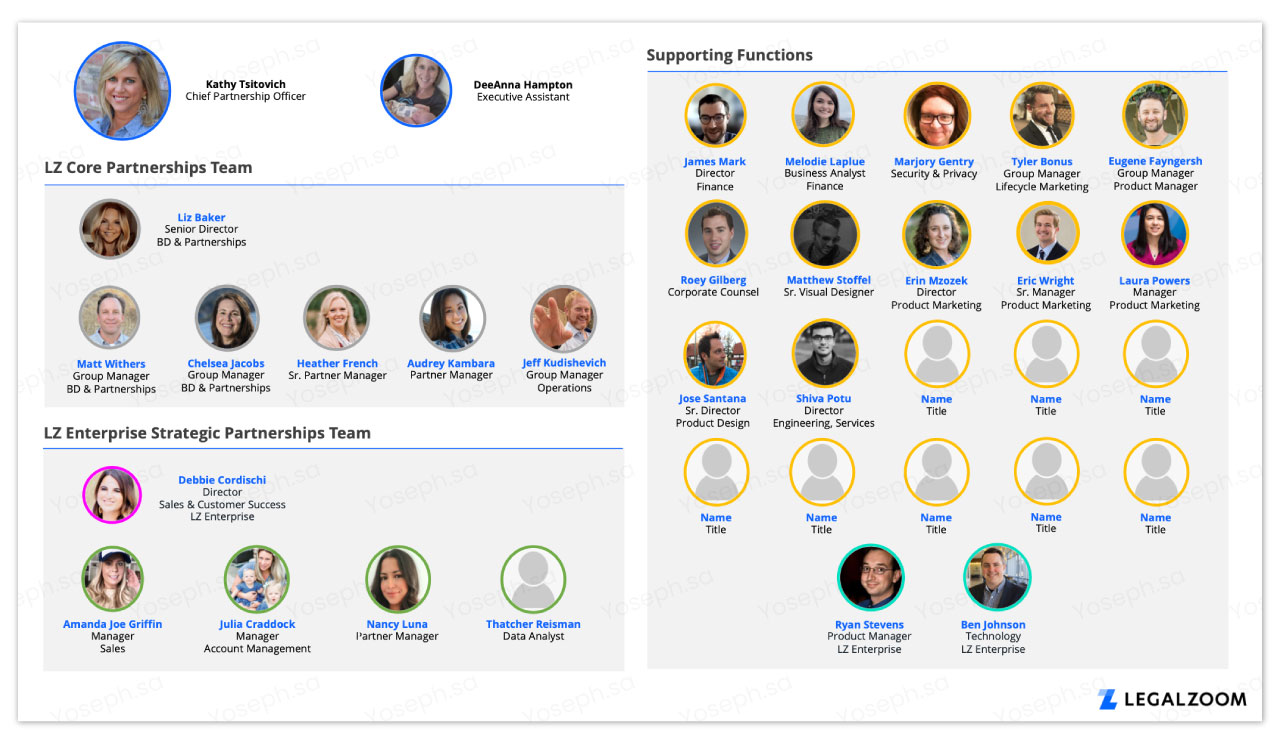 Kathy Tsitovich
Chief Partnership Officer
DeeAnna Hampton
Executive Assistant
LZ Core Partnerships Team
Liz Baker
Senior Director
BD & Partnerships
Matt Withers
Group Manager
BD & Partnerships
Chelsea Jacobs
Group Manager
BD & Partnerships
Heather French
Sr. Partner Manager
Audrey Kambara
Partner Manager
Jeff Kudishevich
Group Manager
Operations
LZ Enterprise Strategic Partnerships Team
Debbie Cordischi
Director
Sales & Customer Success
LZ Enterprise
Amanda Joe Griffin
Manager
Sales
Julia Craddock
Manager
Account Management
Nancy Luna
Partner Manager
Thatcher Reisman
Data Analyst
Supporting Functions
James Mark
Director
Finance
Melodie Laplue
Business Analyst
Finance
Marjory Gentry
Security & Privacy
Tyler Bonus
Group Manager
Lifecycle Marketing
Eugene Fayngersh
Group Manager
Product Manager
Roey Gilberg
Corporate Counsel
Matthew Stoffel
Sr. Visual Designer
Erin Mzozek
Director
Product Marketing
Eric Wright
Sr. Manager
Product Marketing
Laura Powers
Manager
Product Marketing
Jose Santana
Sr. Director
Product Design
Shiva Potu
Director
Engineering, Services
Name
Title
Name
Title
Name
Title
Name
Title
Name
Title
Name
Title
Name
Title
Name
Title
Ryan Stevens
Product Manager
LZ Enterprise
Ben Johnson
Technology
LZ Enterprise
LEGALZOOM
Yoseph.sa